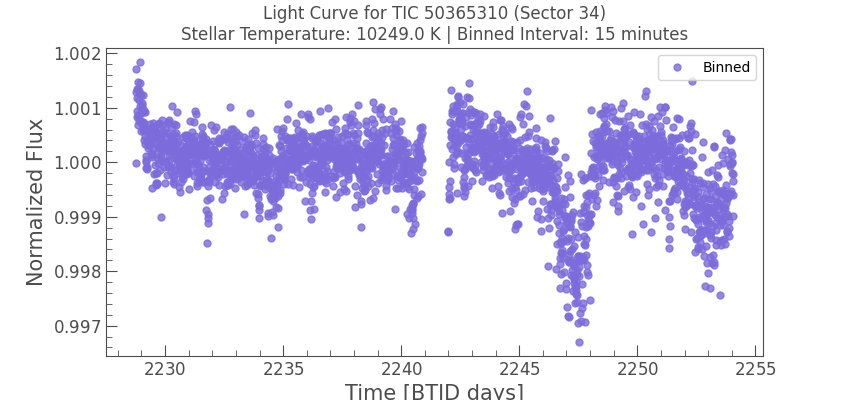 Light Curve for TIC 50365310 (Sector 34)
Stellar Temperature: 10249.0 K | Binned Interval: 15 minutes
Binned
1.002
1.001
1.000
0.999
0.998
0.997
Normalized Flux
2230
2235
2240
2245
2250
2255
Time [BTJD days]